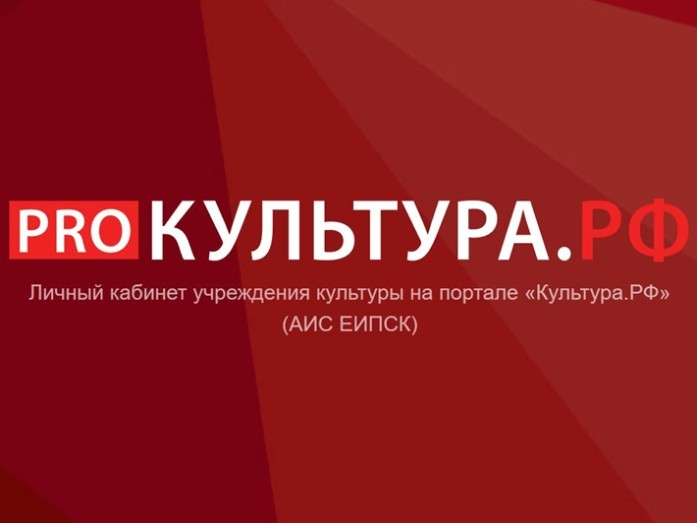 PRO КУЛЬТУРА.РФ
Личный кабинет учреждения культуры на портале «Культура.РФ»
(АИС ЕИПСК)